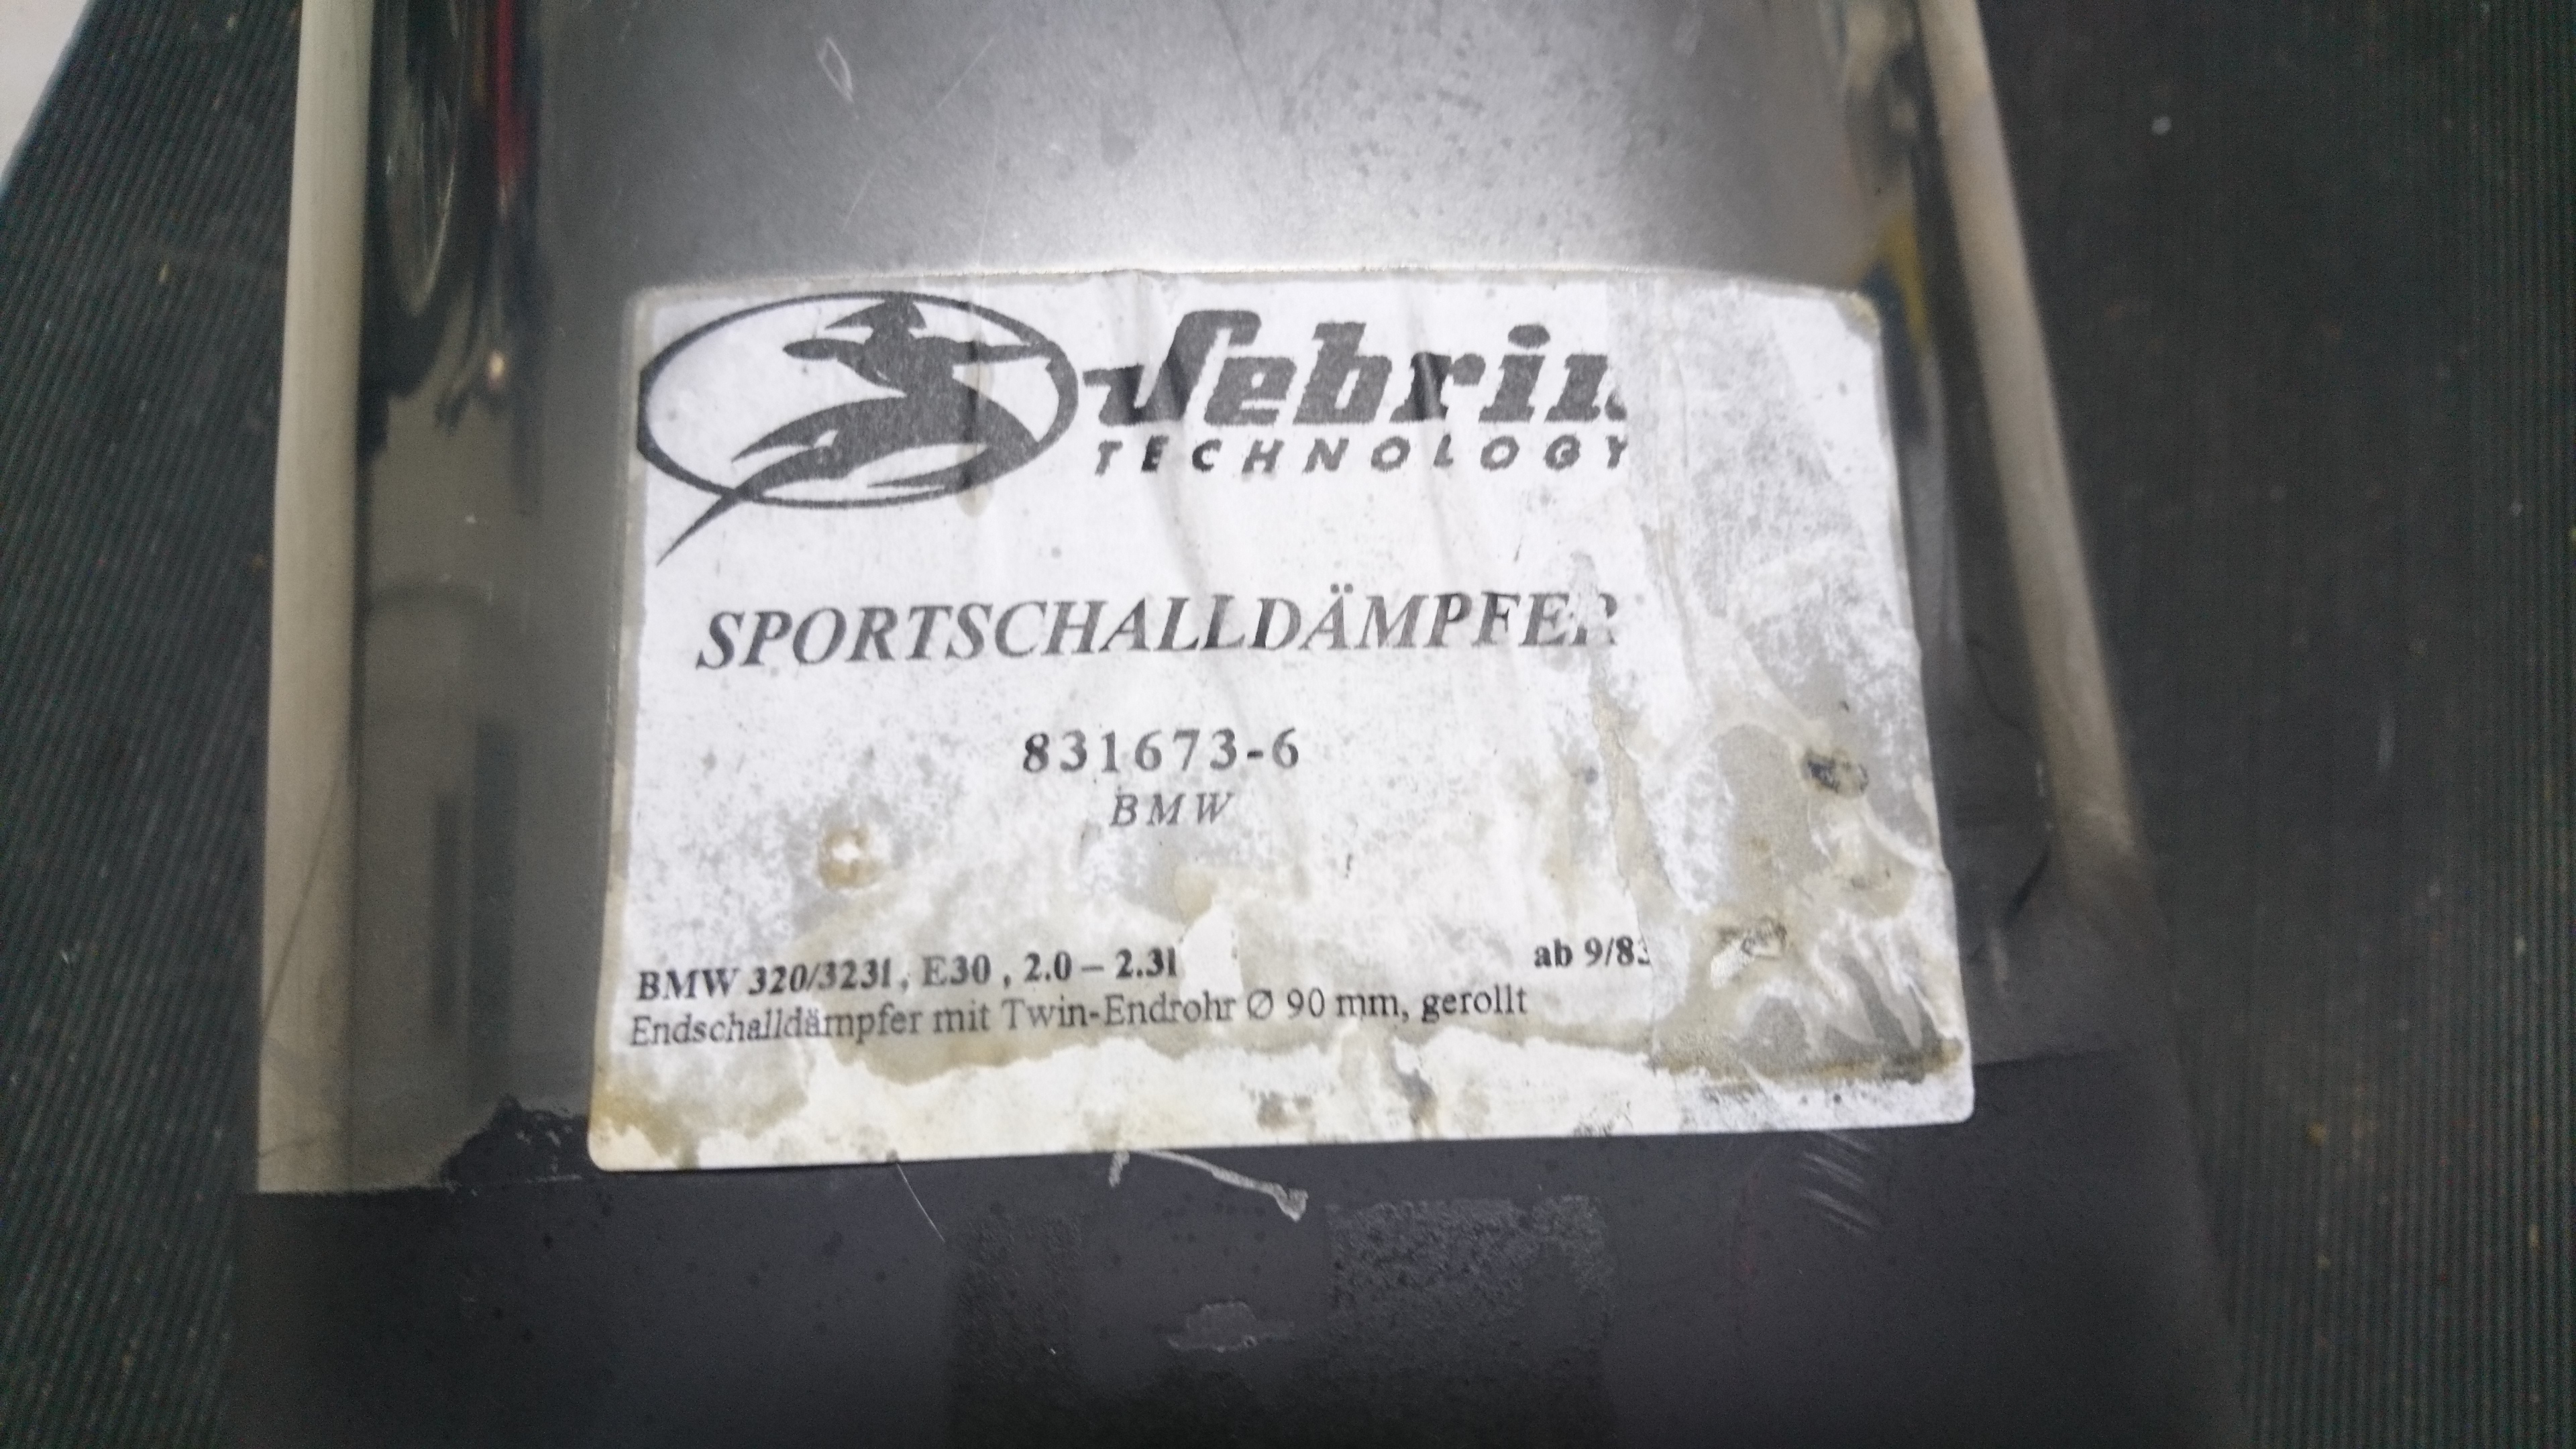 Sebrin
TECHNOLOGY
SPORTSCHALLDÄMPFER
831673-6
BMW
BMW 320/323I, E30, 2.0 – 2.3l
ab 9/83
Endschalldämpfer mit Twin-Endrohr Ø 90 mm, gerollt